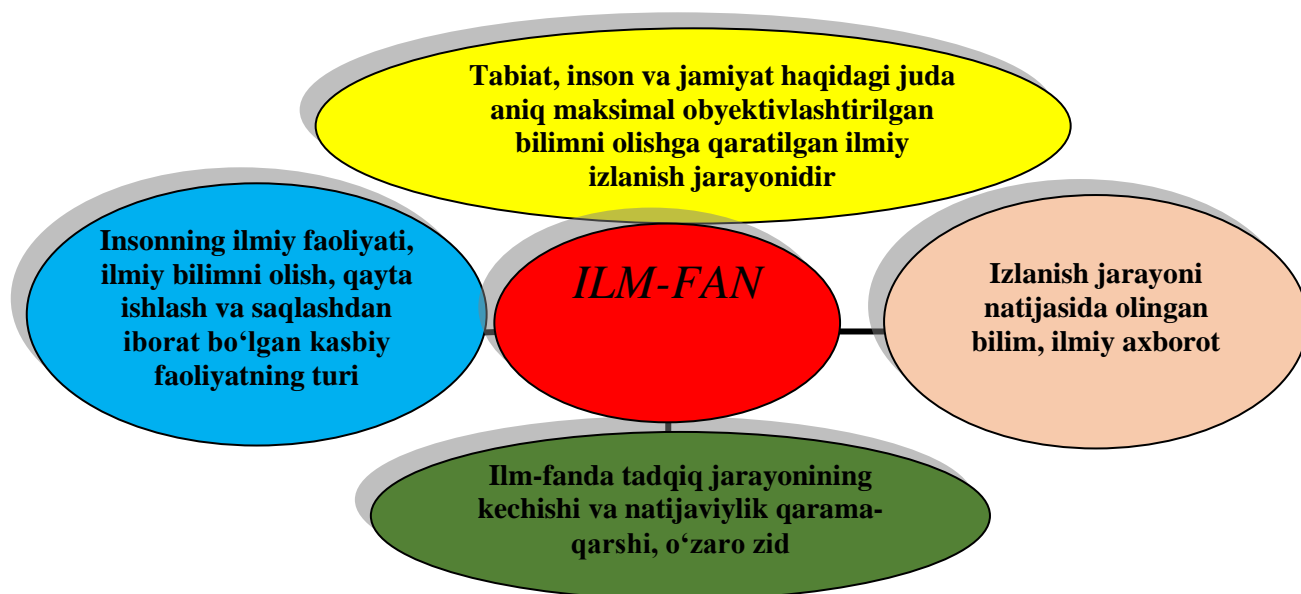 Tabiat, inson va jamiyat haqidagi juda
aniq maksimal obyektivlashtirilgan
bilimni olishga qaratilgan ilmiy
izlanish jarayonidir
Insonning ilmiy faoliyati,
ilmiy bilimni olish, qayta
ishlash va saqlashdan
iborat bo‘lgan kasbiy
faoliyatning turi
ILM-FAN
Izlanish jarayoni
natijasida olingan
bilim, ilmiy axborot
Ilm-fanda tadqiq jarayonining
kechishi va natijaviylik qarama-
qarshi, o‘zaro zid